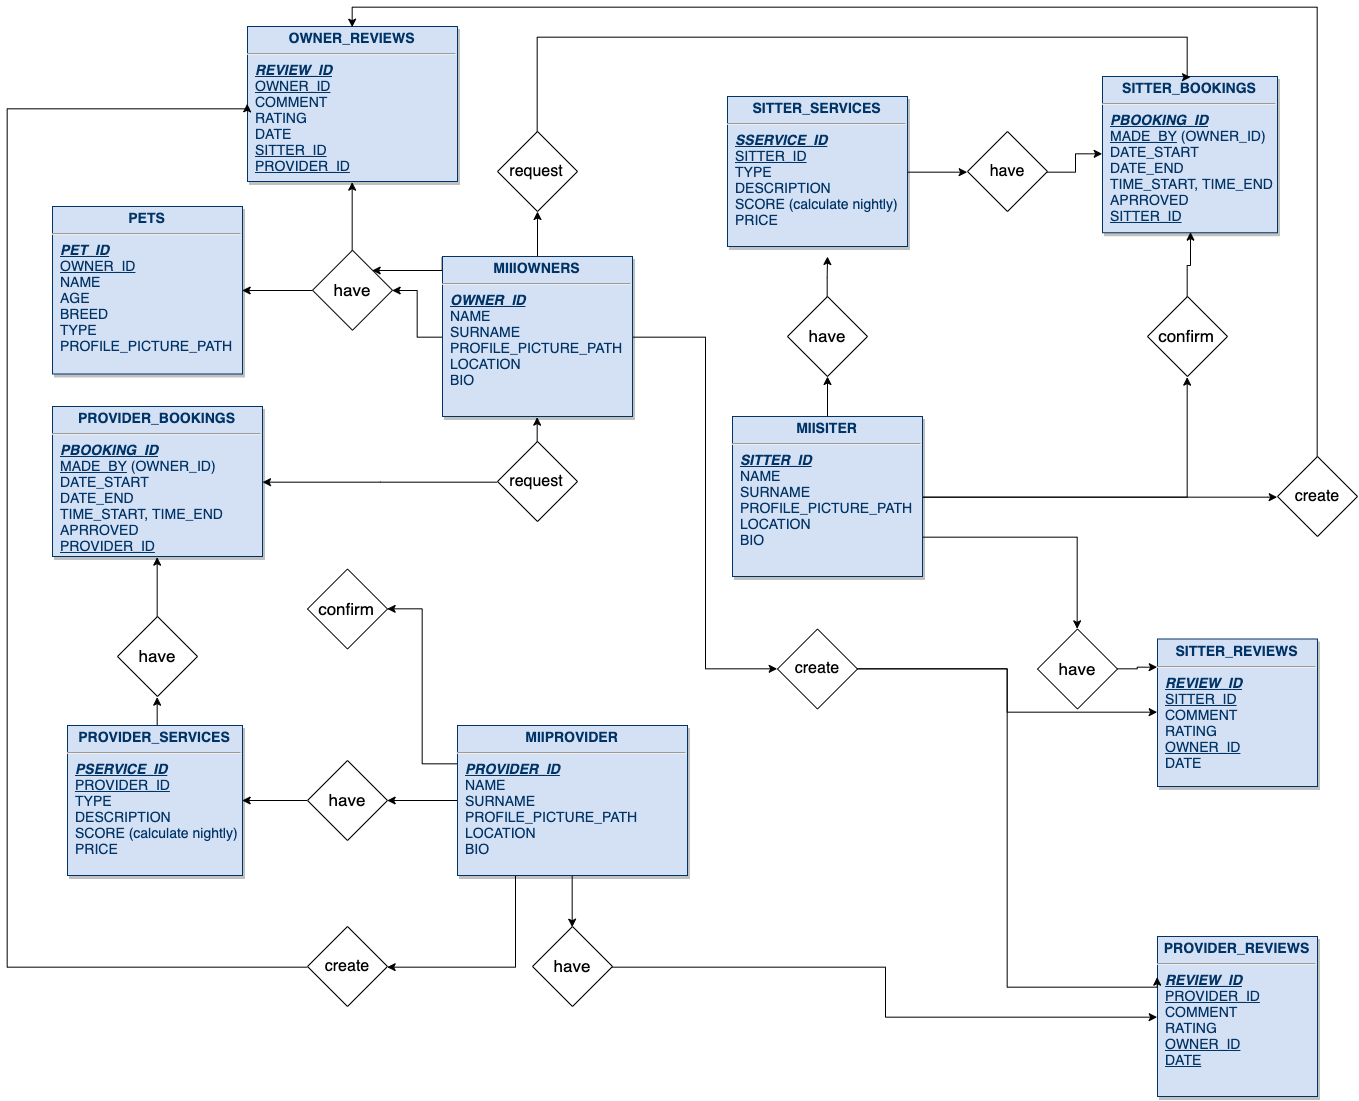 OWNER_REVIEWS
REVIEW_ID
OWNER_ID
COMMENT
RATING
DATE
SITTER_ID
PROVIDER_ID
request
SITTER_SERVICES
SSERVICE_ID
SITTER_ID
TYPE
DESCRIPTION
SCORE (calculate nightly)
PRICE
have
SITTER_BOOKINGS
PBOOKING_ID
MADE_BY (OWNER_ID)
DATE_START
DATE_END
TIME_START, TIME_END
APRROVED
SITTER_ID
PETS
PET_ID
OWNER_ID
NAME
AGE
BREED
TYPE
PROFILE_PICTURE_PATH
have
MIIIOWNERS
OWNER_ID
NAME
SURNAME
PROFILE_PICTURE_PATH
LOCATION
BIO
have
confirm
PROVIDER_BOOKINGS
PBOOKING_ID
MADE_BY (OWNER_ID)
DATE_START
DATE_END
TIME_START, TIME_END
APRROVED
PROVIDER_ID
request
MIISITER
SITTER_ID
NAME
SURNAME
PROFILE_PICTURE_PATH
LOCATION
BIO
create
confirm
have
create
have
SITTER_REVIEWS
REVIEW_ID
SITTER_ID
COMMENT
RATING
OWNER_ID
DATE
PROVIDER_SERVICES
PSERVICE_ID
PROVIDER_ID
TYPE
DESCRIPTION
SCORE (calculate nightly)
PRICE
have
MIIPROVIDER
PROVIDER_ID
NAME
SURNAME
PROFILE_PICTURE_PATH
LOCATION
BIO
create
have
PROVIDER_REVIEWS
REVIEW_ID
PROVIDER_ID
COMMENT
RATING
OWNER_ID
DATE